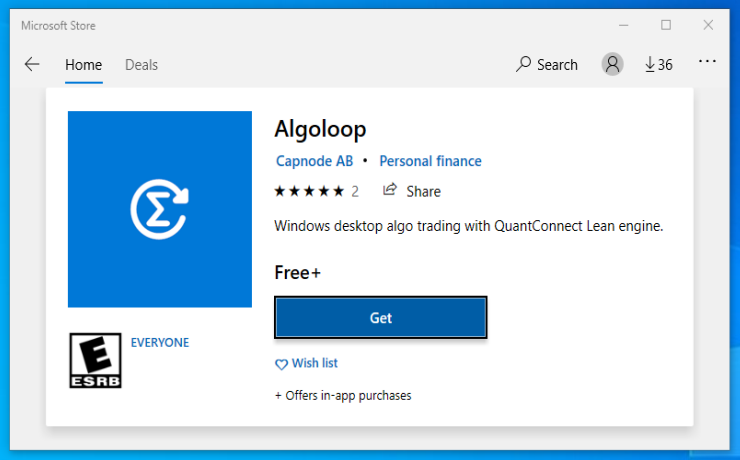 Microsoft Store
Home Deals Search 36 ...
Algoloop
Capnode AB • Personal finance
★★★★★ 2 Share
Windows desktop algo trading with QuantConnect Lean engine.
Free+
Get
E EVERYONE
ESRB
Wish list
+ Offers in-app purchases